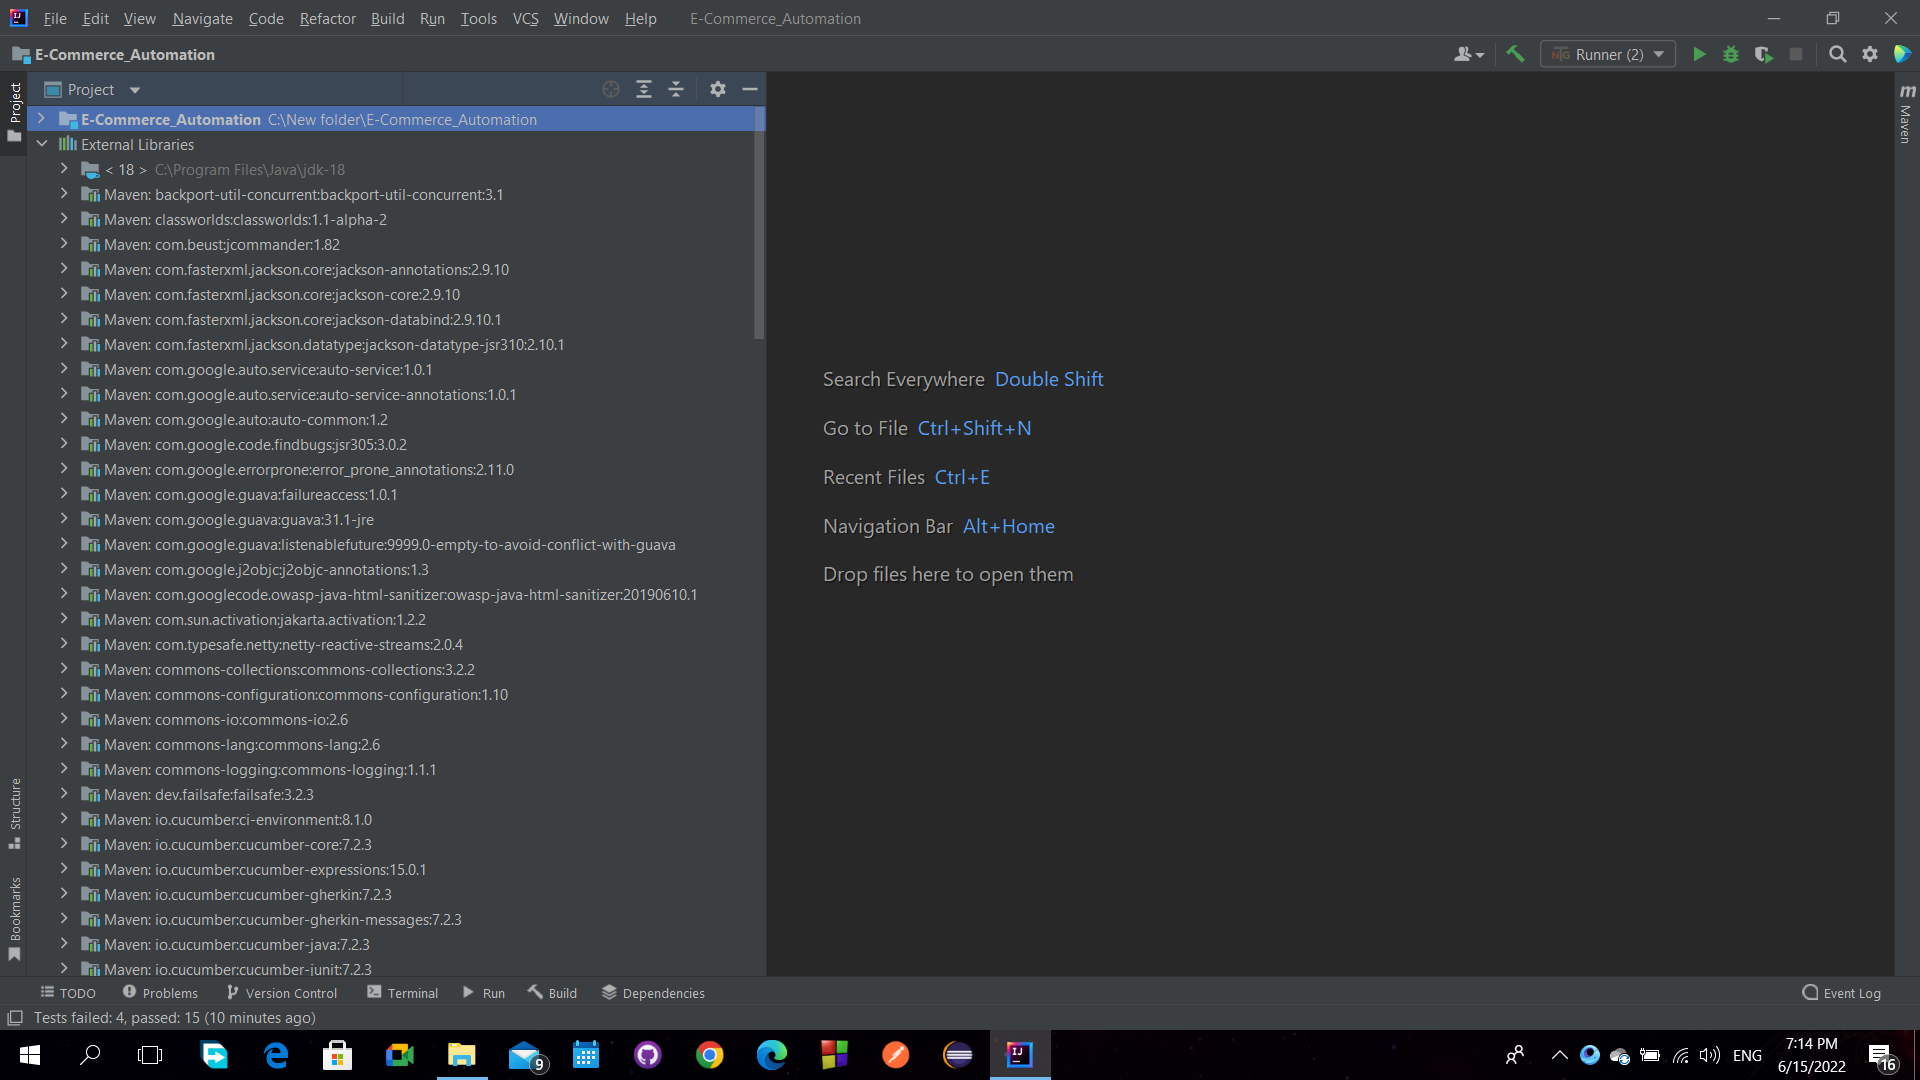 File Edit View Navigate Code Refactor Build Run Tools VCS Window Help E-Commerce_Automation
E-Commerce_Automation
Runner (2)
Project
Project
Maven
E-Commerce_Automation C:\New folder\E-Commerce_Automation
External Libraries
< 18 > C:\Program Files\Java\jdk-18
Maven: backport-util-concurrent:backport-util-concurrent:3.1
Maven: classworlds:classworlds:1.1-alpha-2
Maven: com.beust:jcommander:1.82
Maven: com.fasterxml.jackson.core:jackson-annotations:2.9.10
Maven: com.fasterxml.jackson.core:jackson-core:2.9.10
Maven: com.fasterxml.jackson.core:jackson-databind:2.9.10.1
Maven: com.fasterxml.jackson.datatype:jackson-datatype-jsr310:2.10.1
Maven: com.google.auto.service:auto-service:1.0.1
Maven: com.google.auto.service:auto-service-annotations:1.0.1
Maven: com.google.auto:auto-common:1.2
Maven: com.google.code.findbugs:jsr305:3.0.2
Maven: com.google.errorprone:error_prone_annotations:2.11.0
Maven: com.google.guava:failureaccess:1.0.1
Maven: com.google.guava:guava:31.1-jre
Maven: com.google.guava:listenablefuture:9999.0-empty-to-avoid-conflict-with-guava
Maven: com.google.j2objc:j2objc-annotations:1.3
Maven: com.googlecode.owasp-java-html-sanitizer:owasp-java-html-sanitizer:20190610.1
Maven: com.sun.activation:jakarta.activation:1.2.2
Maven: com.typesafe.netty:netty-reactive-streams:2.0.4
Maven: commons-collections:commons-collections:3.2.2
Maven: commons-configuration:commons-configuration:1.10
Maven: commons-io:commons-io:2.6
Maven: commons-lang:commons-lang:2.6
Maven: commons-logging:commons-logging:1.1.1
Maven: dev.failsafe:failsafe:3.2.3
Maven: io.cucumber:ci-environment:8.1.0
Maven: io.cucumber:cucumber-core:7.2.3
Maven: io.cucumber:cucumber-expressions:15.0.1
Maven: io.cucumber:cucumber-gherkin:7.2.3
Maven: io.cucumber:cucumber-gherkin-messages:7.2.3
Maven: io.cucumber:cucumber-java:7.2.3
Maven: io.cucumber:cucumber-junit:7.2.3
Search Everywhere Double Shift
Go to File Ctrl+Shift+N
Recent Files Ctrl+E
Navigation Bar Alt+Home
Drop files here to open them
Structure
Bookmarks
TODO Problems Version Control Terminal Run Build Dependencies Event Log
Tests failed: 4, passed: 15 (10 minutes ago)
9
ENG
7:14 PM
6/15/2022
16